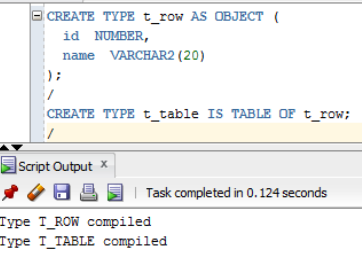 CREATE TYPE t_row AS OBJECT (
id NUMBER,
name VARCHAR2(20)
);
/
CREATE TYPE t_table IS TABLE OF t_row;
/
Script Output x
Task completed in 0.124 seconds
Type T_ROW compiled
Type T_TABLE compiled